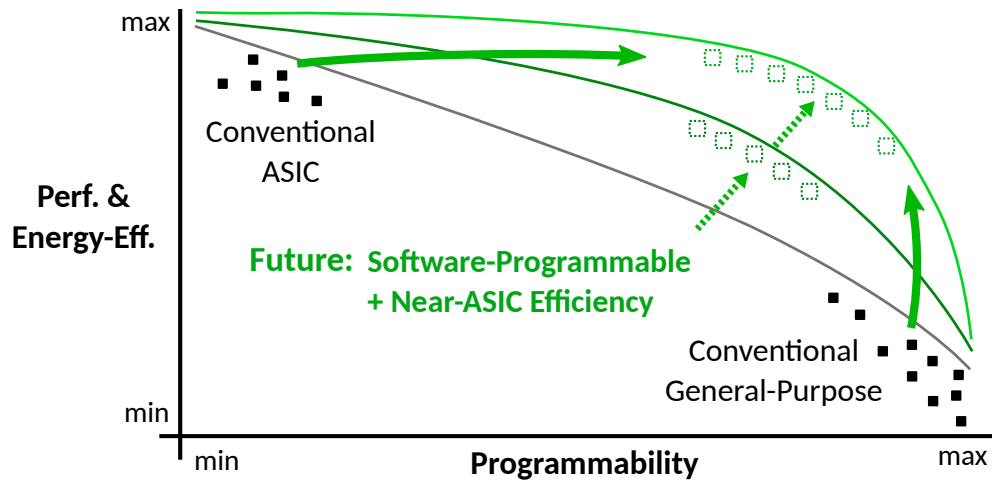 max
Conventional
ASIC
Perf. &
Energy-Eff.
Future: Software-Programmable
+ Near-ASIC Efficiency
Conventional
General-Purpose
min
min
Programmability
max